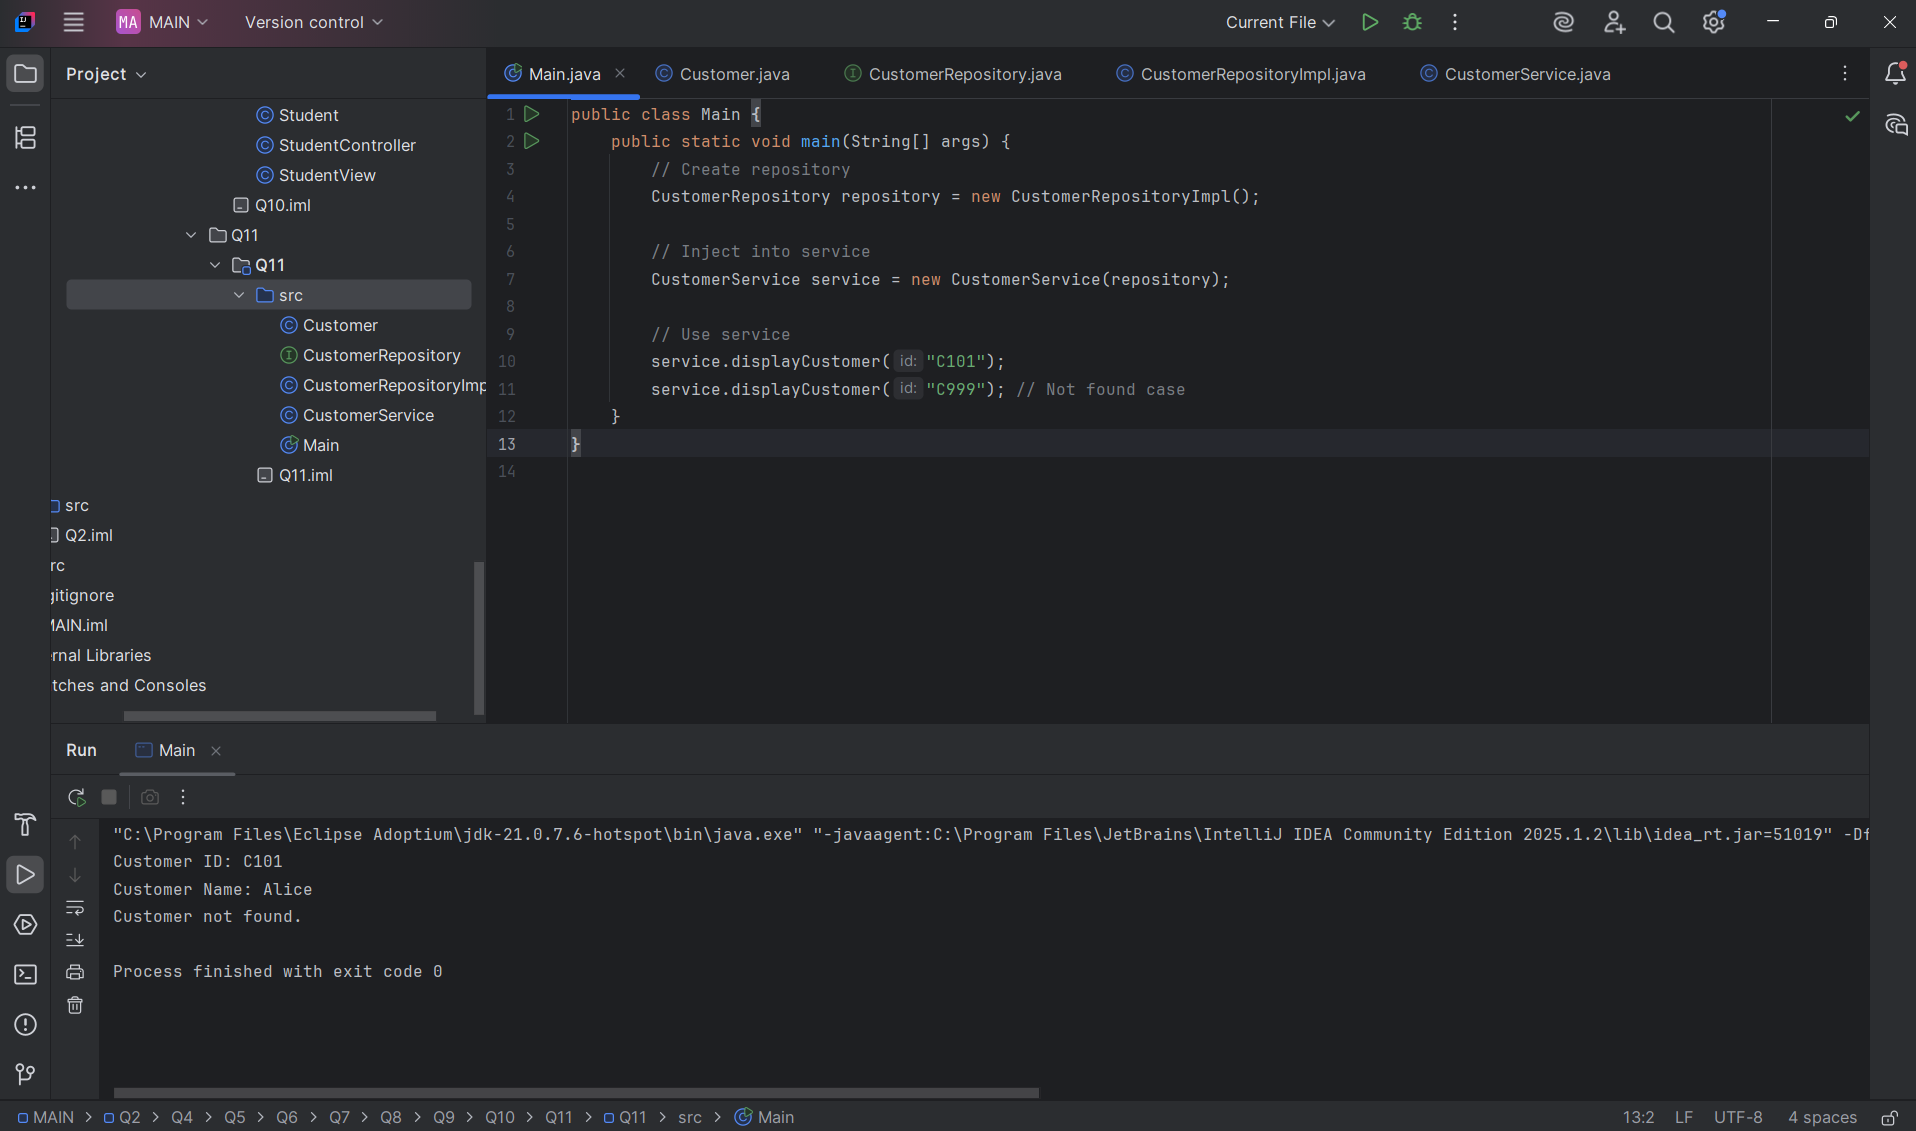 MA MAIN Version control Current File
Project
Main.java Customer.java CustomerRepository.java CustomerRepositoryImpl.java CustomerService.java
Student
StudentController
StudentView
Q10.iml
Q11
Q11
src
Customer
CustomerRepository
CustomerRepositoryImp
CustomerService
Main
Q11.iml
src
Q2.iml
rc
gitignore
MAIN.iml
rnal Libraries
tches and Consoles
1 public class Main {
2 public static void main(String[] args) {
3 // Create repository
4 CustomerRepository repository = new CustomerRepositoryImpl();
5
6 // Inject into service
7 CustomerService service = new CustomerService(repository);
8
9 // Use service
10 service.displayCustomer( id: "C101");
11 service.displayCustomer( id: "C999"); // Not found case
12 }
13 }
14
Run Main
"C:\Program Files\Eclipse Adoptium\jdk-21.0.7.6-hotspot\bin\java.exe" "-javaagent:C:\Program Files\JetBrains\IntelliJ IDEA Community Edition 2025.1.2\lib\idea_rt.jar=51019" -Df
Customer ID: C101
Customer Name: Alice
Customer not found.
Process finished with exit code 0
MAIN > Q2 > Q4 > Q5 > Q6 > Q7 > Q8 > Q9 > Q10 > Q11 > Q11 > src > Main 13:2 LF UTF-8 4 spaces